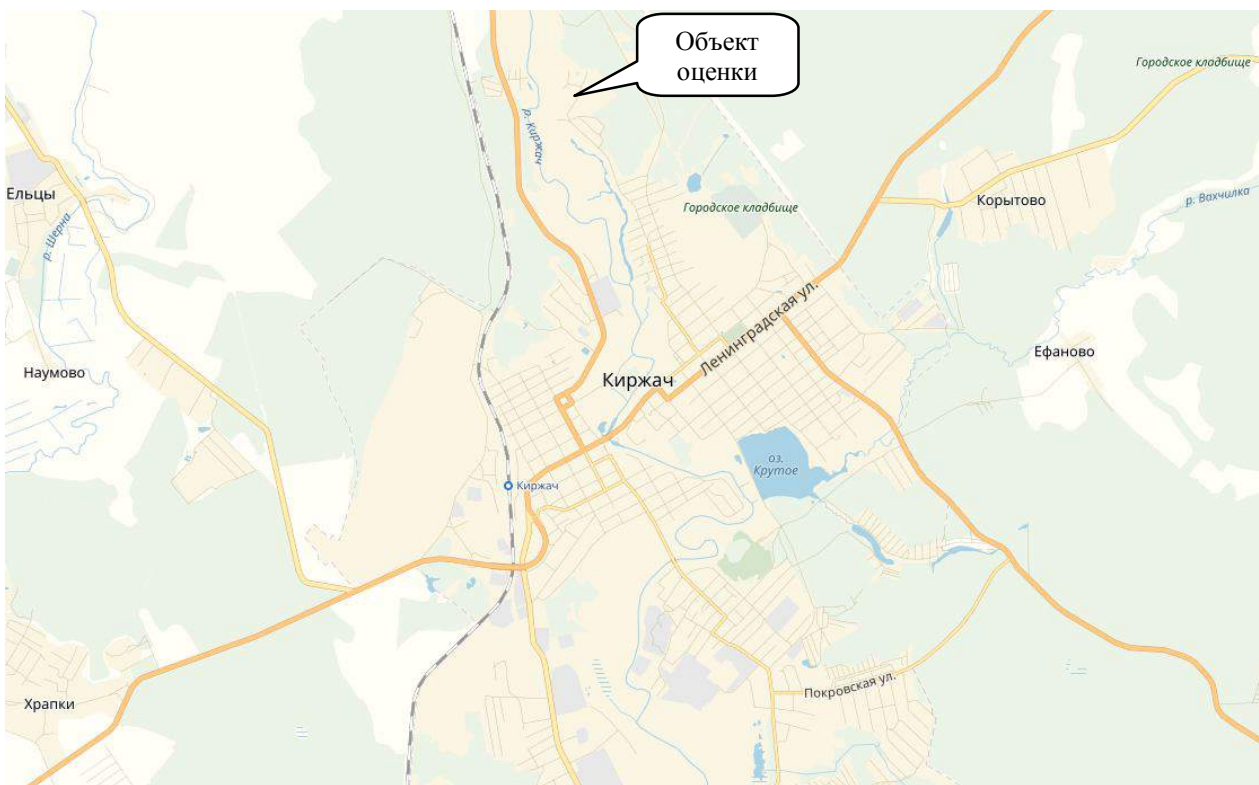 Объект
оценки
Городское кладбище
р. Киржач
Ельцы
р. Шерна
Корытово
р. Вахчилка
Городское кладбище
Ленинградская ул.
Наумово
Киржач
Ефаново
оз.
Крутое
Киржач
Покровская ул.
Храпки